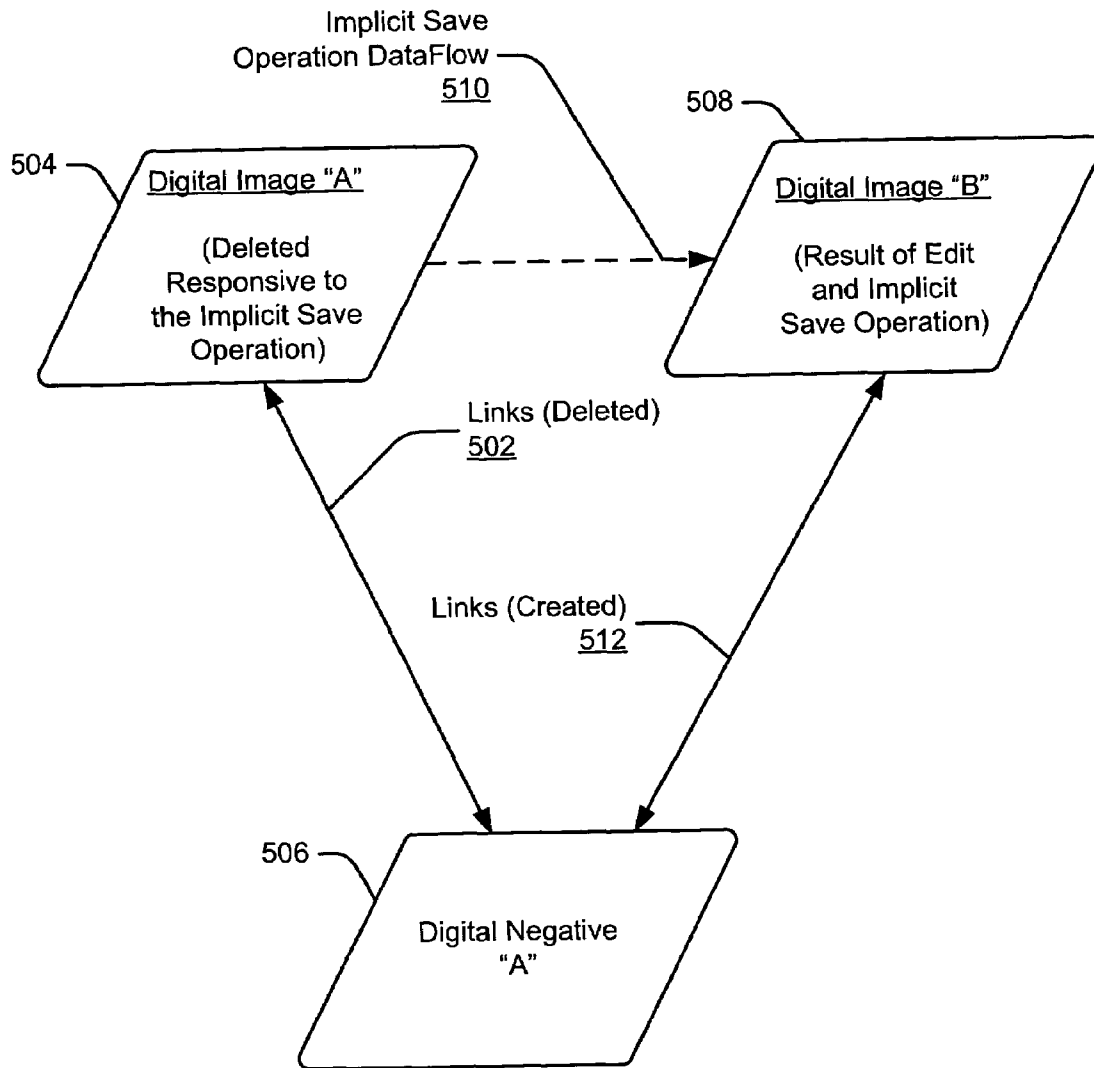 Implicit Save
Operation DataFlow
510
508
504
Digital Image “A”
(Deleted
Responsive to
the Implicit Save
Operation)
Digital Image “B”
(Result of Edit
and Implicit
Save Operation)
Links (Deleted)
502
Links (Created)
512
506
Digital Negative
“A”